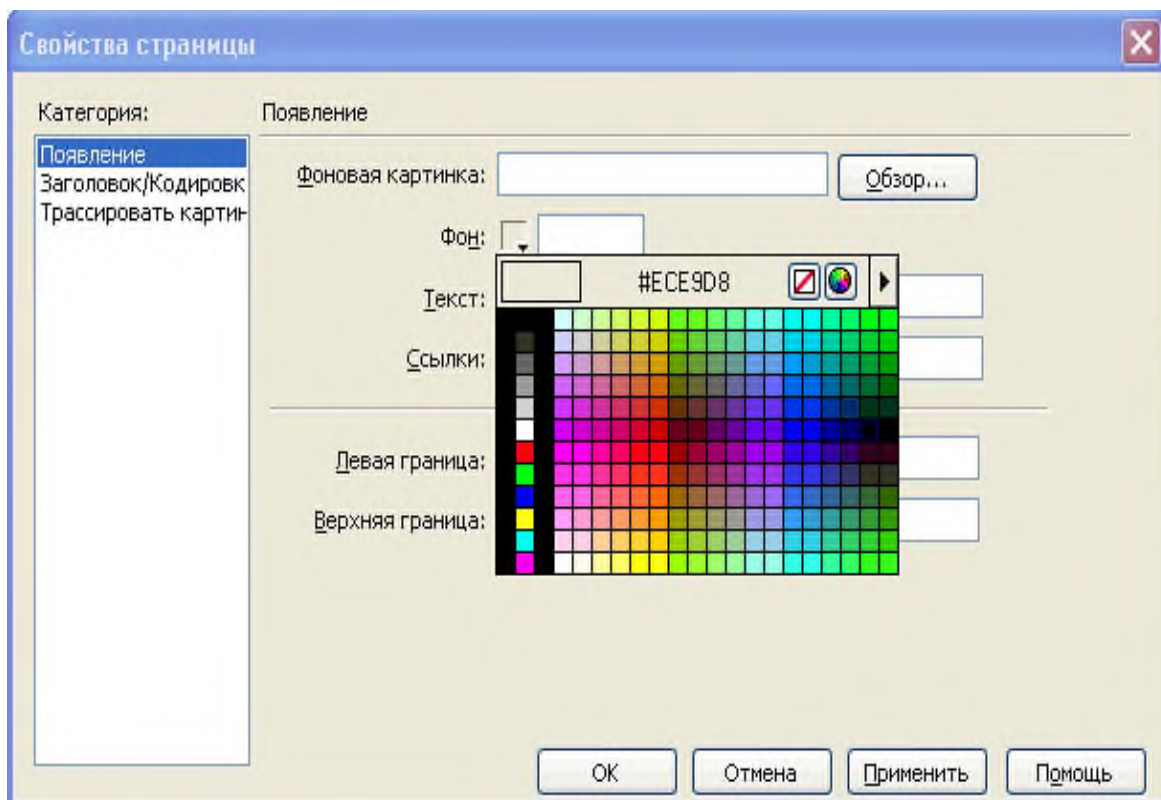 Свойства страницы
Категория:
Появление
Появление
Заголовок/Кодировк
Трассировать картин
Фоновая картинка:
Обзор...
Фон:
#ECE9D8
Текст:
Ссылки:
Левая граница:
Верхняя граница:
ОК
Отмена
Применить
Помощь